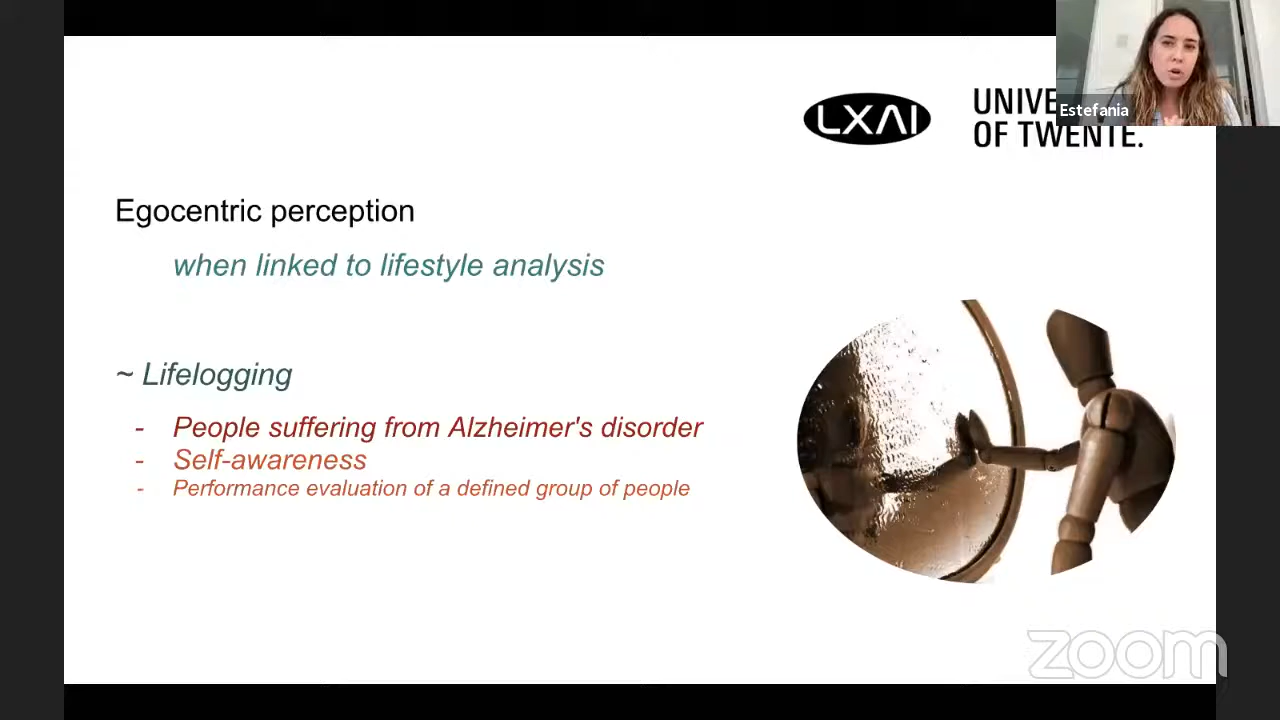 LXAI
UNIVE
OF TWENTE.
Estefania
Egocentric perception
when linked to lifestyle analysis
~ Lifelogging
- People suffering from Alzheimer's disorder
- Self-awareness
- Performance evaluation of a defined group of people
zoom